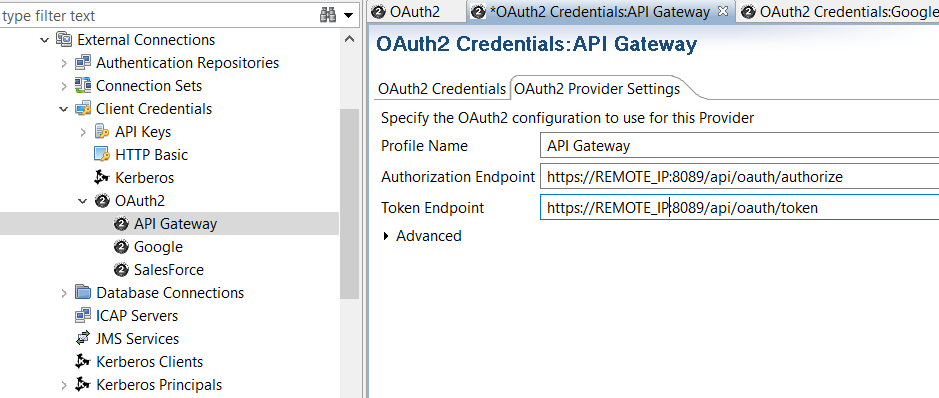 type filter text
External Connections
Authentication Repositories
Connection Sets
Client Credentials
API Keys
HTTP Basic
Kerberos
OAuth2
API Gateway
Google
SalesForce
Database Connections
ICAP Servers
JMS Services
Kerberos Clients
Kerberos Principals
OAuth2
*OAuth2 Credentials:API Gateway
OAuth2 Credentials:Google
OAuth2 Credentials:API Gateway
OAuth2 Credentials
OAuth2 Provider Settings
Specify the OAuth2 configuration to use for this Provider
Profile Name API Gateway
Authorization Endpoint https://REMOTE_IP:8089/api/oauth/authorize
Token Endpoint https://REMOTE_IP:8089/api/oauth/token
Advanced